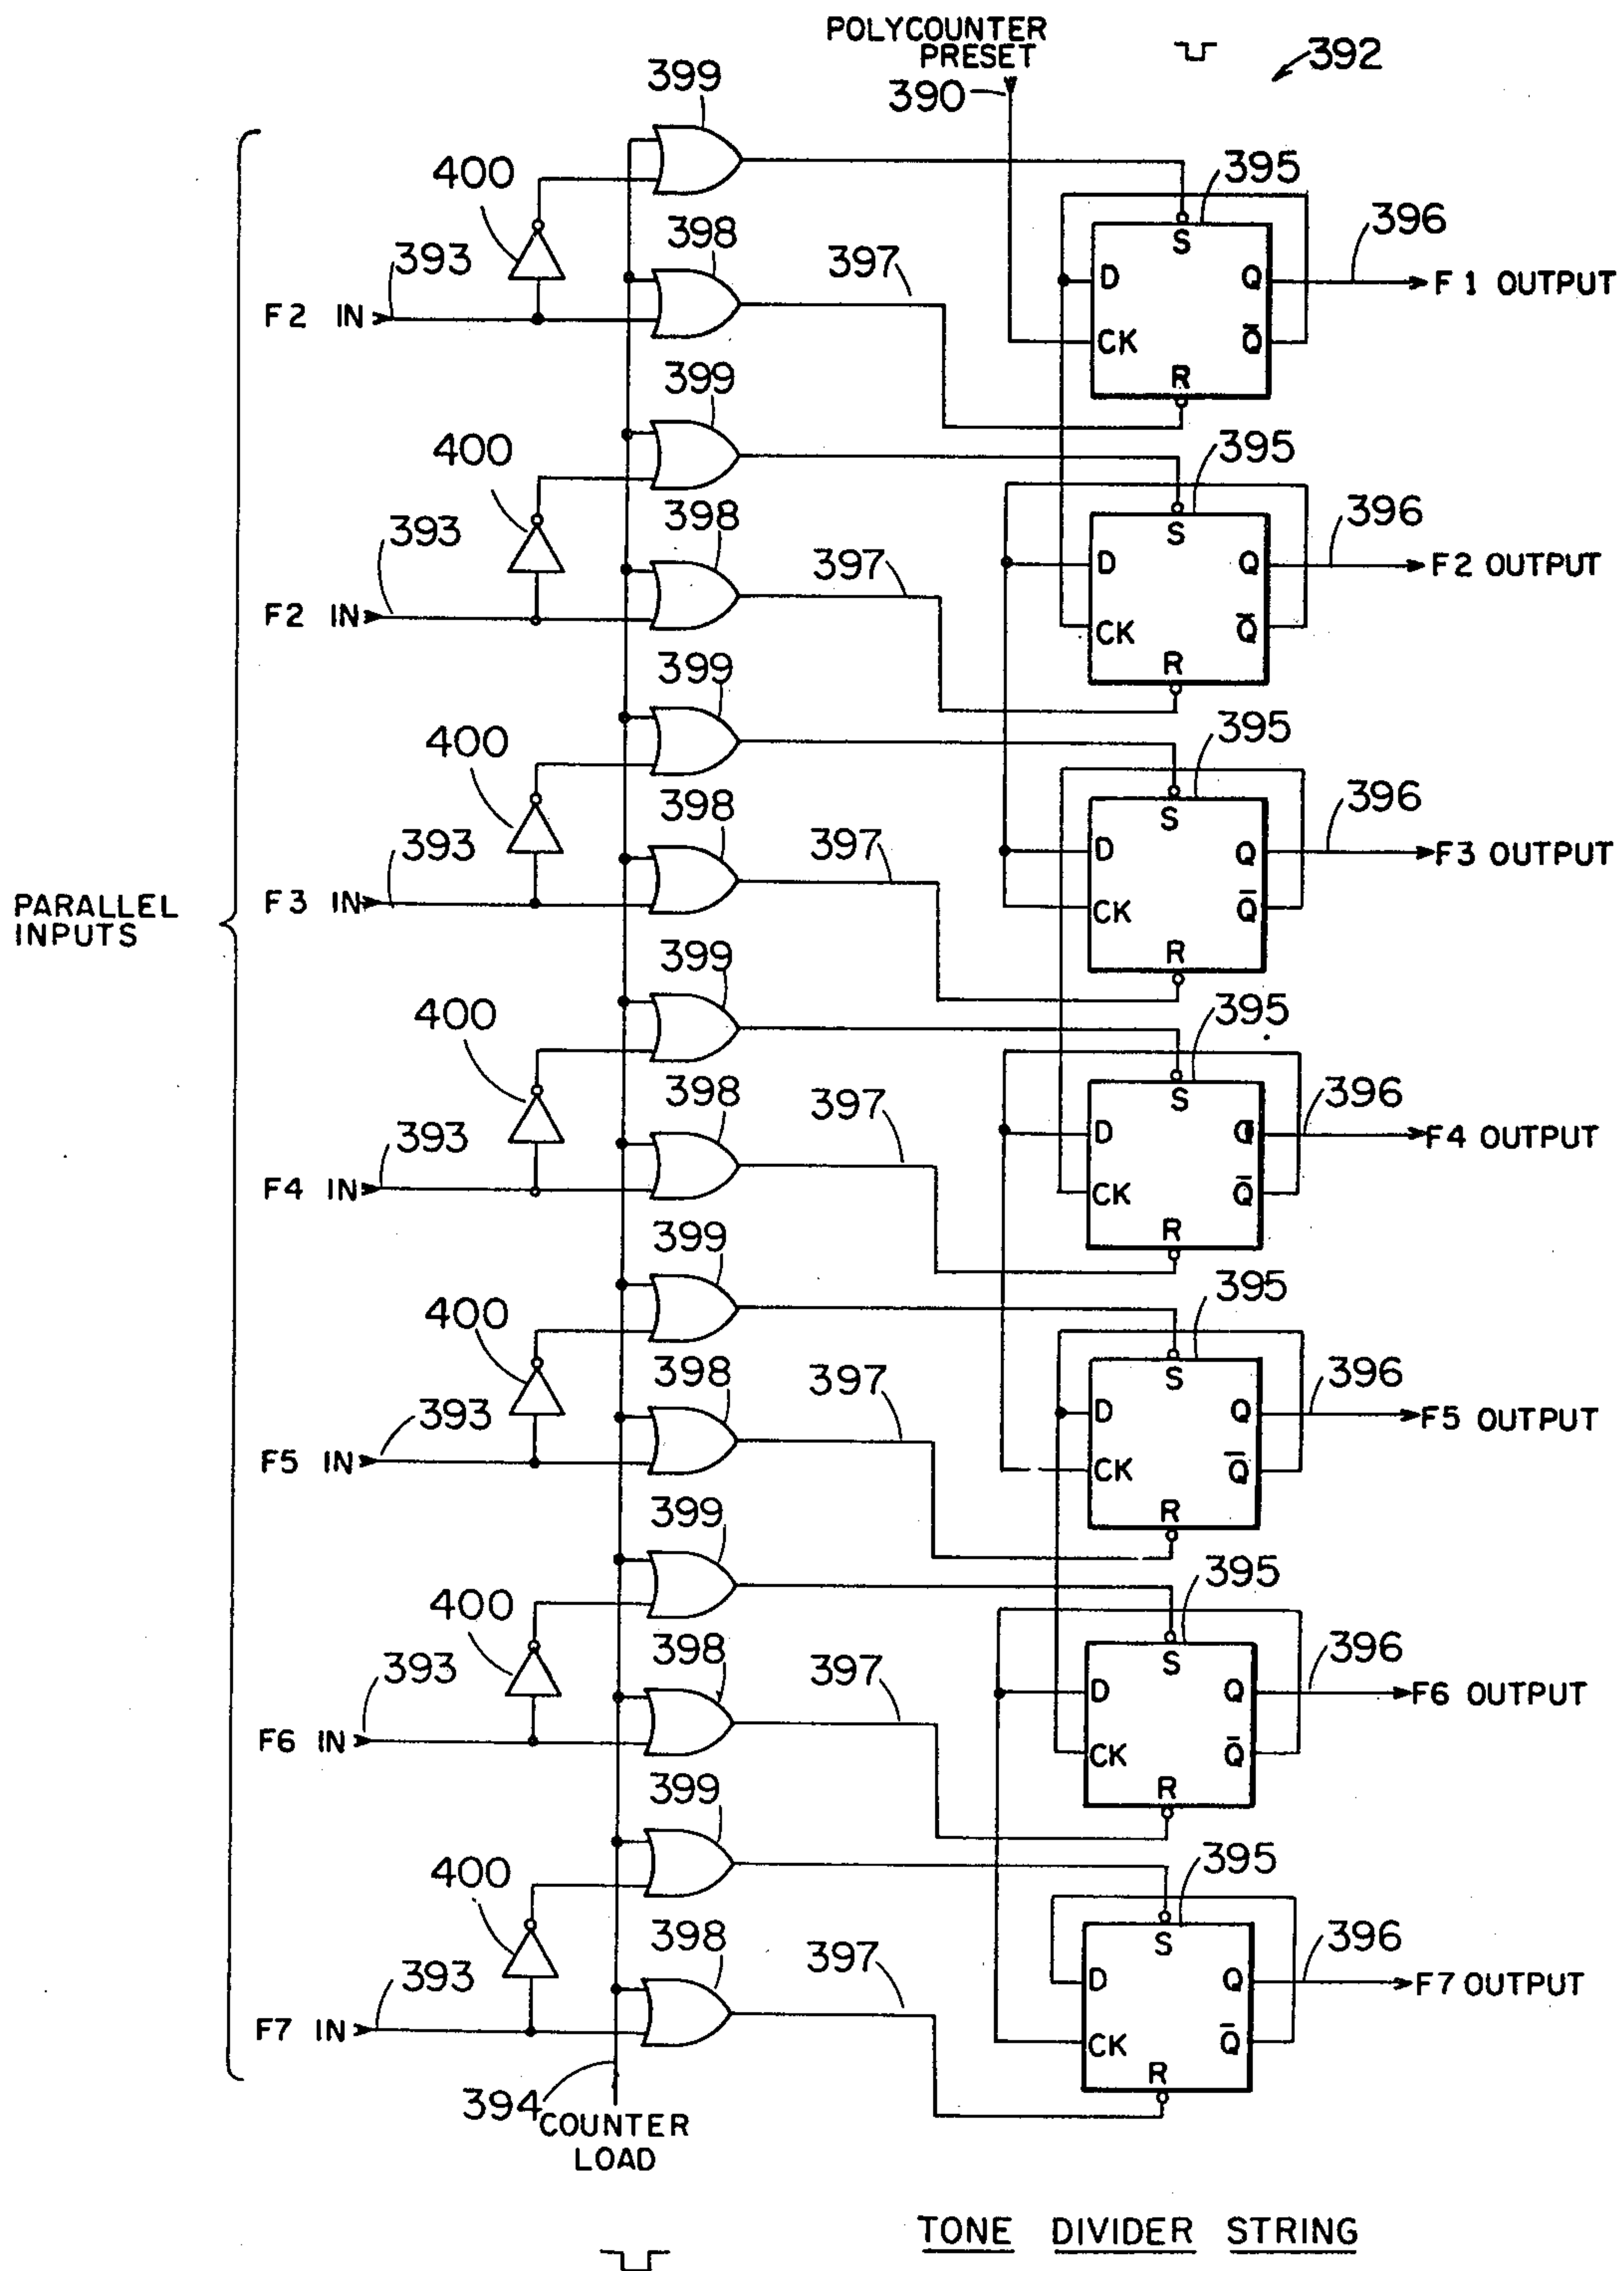 POLYCOUNTER
PRESET
390
392
399
400
398
393
397
395
396
F2 IN
S
D
Q
CK
Q̅
R
F 1 OUTPUT
399
400
398
393
397
395
396
F2 IN
S
D
Q
CK
Q̅
R
F2 OUTPUT
399
400
398
393
397
395
396
F3 IN
S
D
Q
CK
Q̅
R
F3 OUTPUT
PARALLEL
INPUTS
399
400
398
393
397
395
396
F4 IN
S
D
Q
CK
Q̅
R
F4 OUTPUT
399
400
398
393
397
395
396
F5 IN
S
D
Q
CK
Q̅
R
F5 OUTPUT
399
400
398
393
397
395
396
F6 IN
S
D
Q
CK
Q̅
R
F6 OUTPUT
399
400
398
393
397
395
396
F7 IN
S
D
Q
CK
Q̅
R
F7 OUTPUT
394
COUNTER
LOAD
TONE DIVIDER STRING